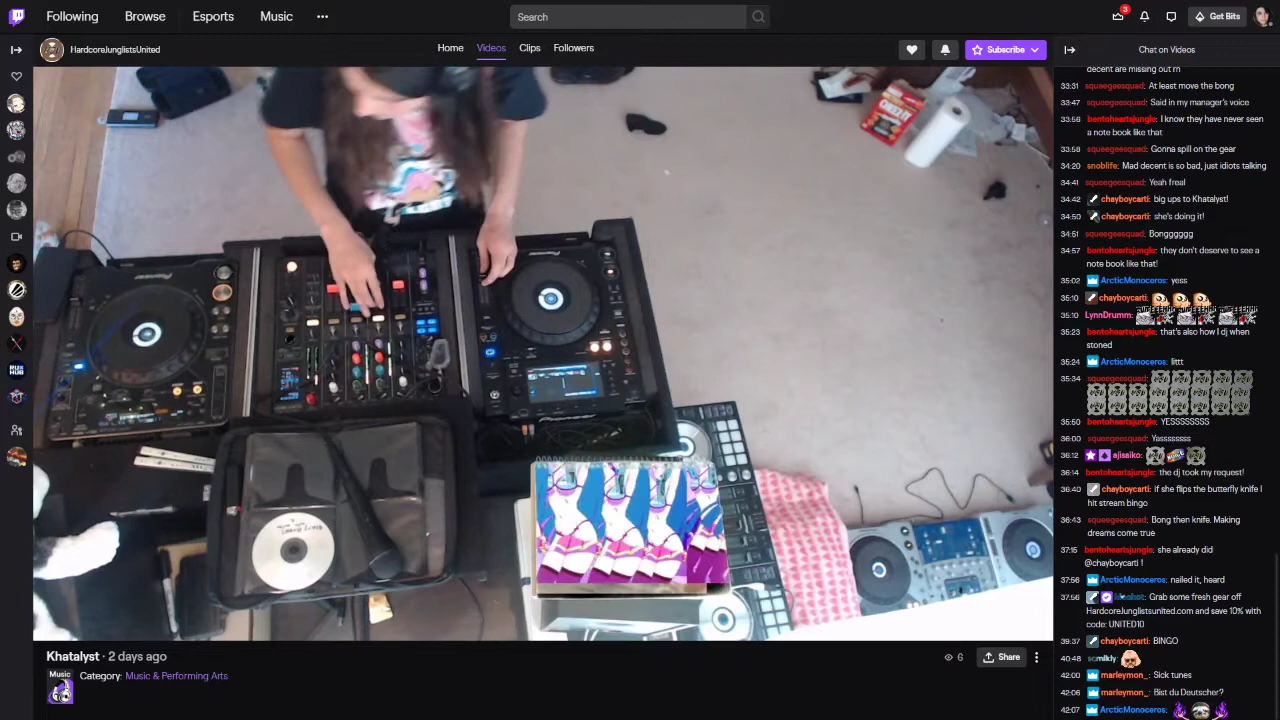 Following
Browse
Esports
Music
Search
3
Get Bits
HardcoreJunglistsUnited
Home
Videos
Clips
Followers
Subscribe
Chat on Videos
decent are missing out rn
33:31 squeegeesquad: At least move the bong
33:47 squeegeesquad: Said in my manager's voice
33:56 bentoheartsjungle: I know they have never seen
a note book like that
33:58 squeegeesquad: Gonna spill on the gear
34:20 snoblife: Mad decent is so bad, just idiots talking
34:41 squeegeesquad: Yeah freal
34:42 chayboycarti: big ups to Khatalyst!
34:50 chayboycarti: she's doing it!
34:51 squeegeesquad: Bongggggg
34:57 bentoheartsjungle: they don't deserve to see a
note book like that!
35:02 ArcticMonoceros: yess
35:10 chayboycarti:
35:10 LynnDrumm:
35:23 bentoheartsjungle: that's also how I dj when
stoned
35:24 ArcticMonoceros: littt
35:34 squeegeesquad:
35:50 bentoheartsjungle: YESSSSSSSS
36:00 squeegeesquad: Yasssssss
36:12 ajisaiko:
36:14 bentoheartsjungle: the dj took my request!
36:40 chayboycarti: if she flips the butterfly knife I
hit stream bingo
36:43 squeegeesquad: Bong then knife. Making
dreams come true
37:15 bentoheartsjungle: she already did
@chayboycarti !
37:56 ArcticMonoceros: nailed it, heard
37:56 Grab some fresh gear off
HardcoreJunglistsunited.com and save 10% with
code: UNITED10
39:37 chayboycarti: BINGO
40:48 sqmlkly:
42:00 marleymon_: Sick tunes
42:06 marleymon_: Bist du Deutscher?
42:07 ArcticMonoceros:
CHEEZ-IT
Pioneer
Pioneer
Khatalyst · 2 days ago
6
Share
Music
Category: Music & Performing Arts